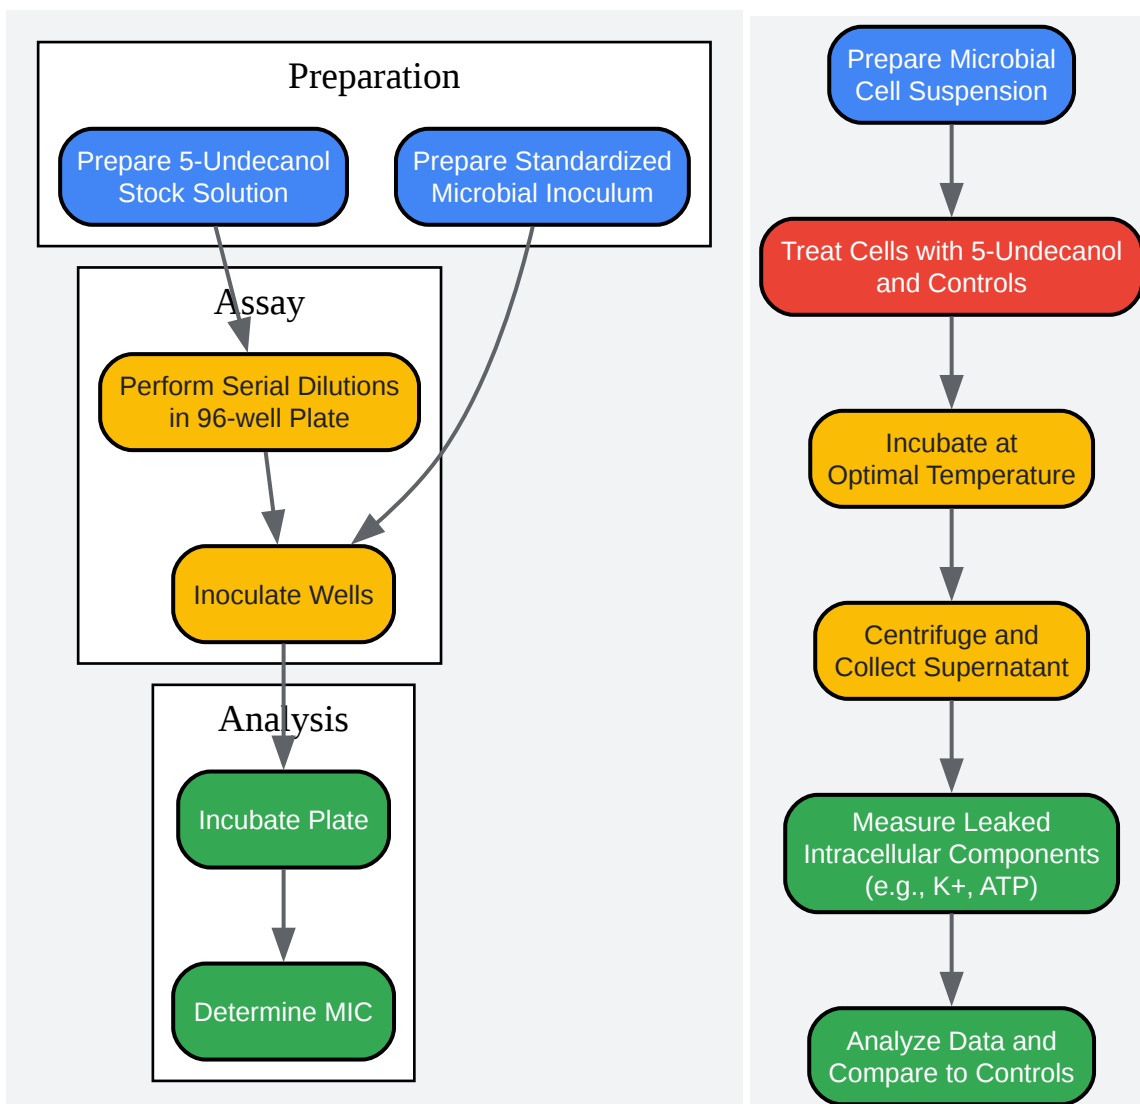 Preparation
Prepare 5-Undecanol
Stock Solution
Prepare Standardized
Microbial Inoculum
Assay
Perform Serial Dilutions
in 96-well Plate
Inoculate Wells
Analysis
Incubate Plate
Determine MIC
Prepare Microbial
Cell Suspension
Treat Cells with 5-Undecanol
and Controls
Incubate at
Optimal Temperature
Centrifuge and
Collect Supernatant
Measure Leaked
Intracellular Components
(e.g., K+, ATP)
Analyze Data and
Compare to Controls